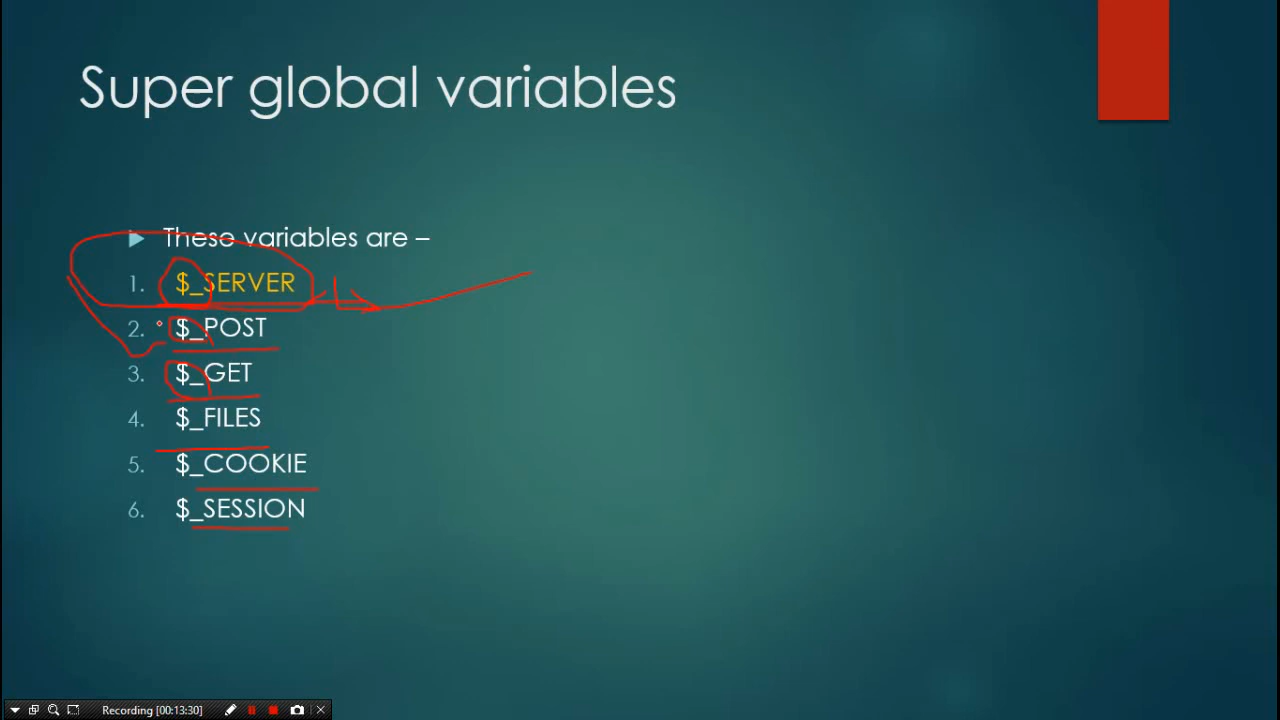 Super global variables
These variables are –
1. $_SERVER
2. $_POST
3. $_GET
4. $_FILES
5. $_COOKIE
6. $_SESSION
Recording [00:13:30]